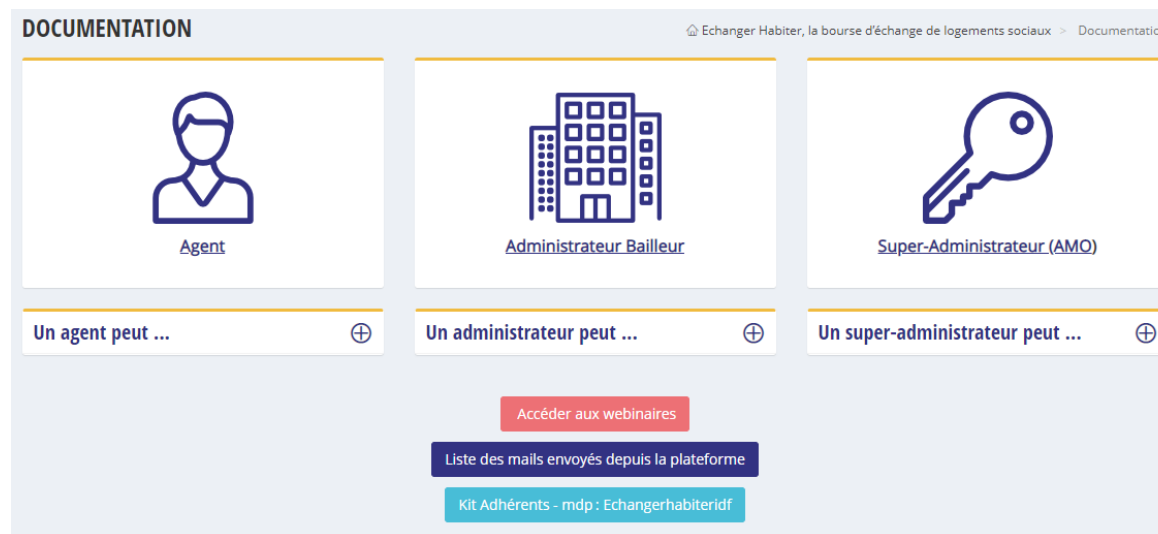 DOCUMENTATION
Echanger Habiter, la bourse d'échange de logements sociaux > Documentatio
Agent
Administrateur Bailleur
Super-Administrateur (AMO)
Un agent peut ...
Un administrateur peut ...
Un super-administrateur peut ...
Accéder aux webinaires
Liste des mails envoyés depuis la plateforme
Kit Adhérents - mdp : Echangerhabiteridf